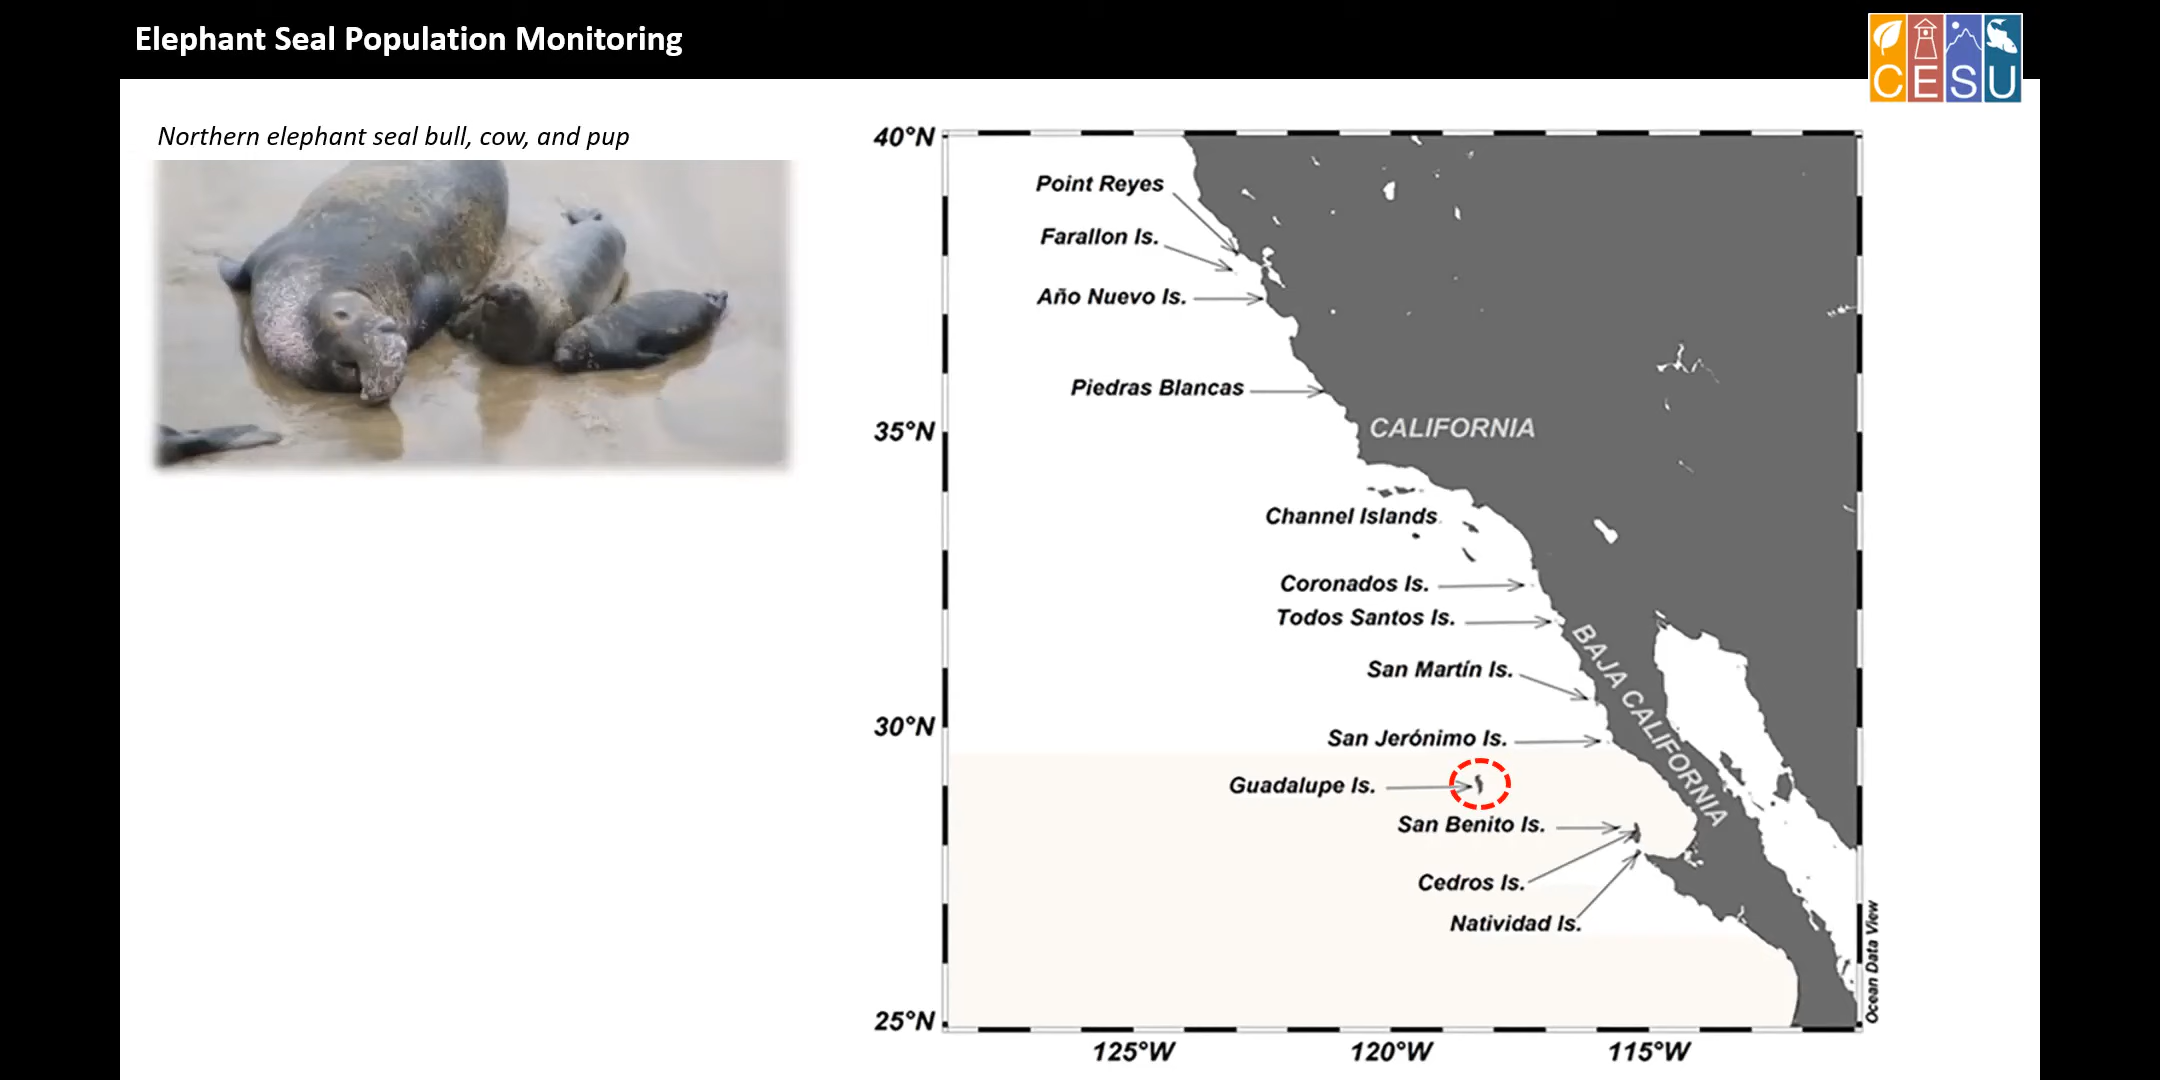 Elephant Seal Population Monitoring
CESU
Northern elephant seal bull, cow, and pup
40°N
Point Reyes
Farallon Is.
Año Nuevo Is.
Piedras Blancas
35°N
CALIFORNIA
Channel Islands
Coronados Is.
Todos Santos Is.
BAJA CALIFORNIA
San Martín Is.
30°N
San Jerónimo Is.
Guadalupe Is.
San Benito Is.
Cedros Is.
Natividad Is.
Ocean Data View
25°N
125°W 120°W 115°W